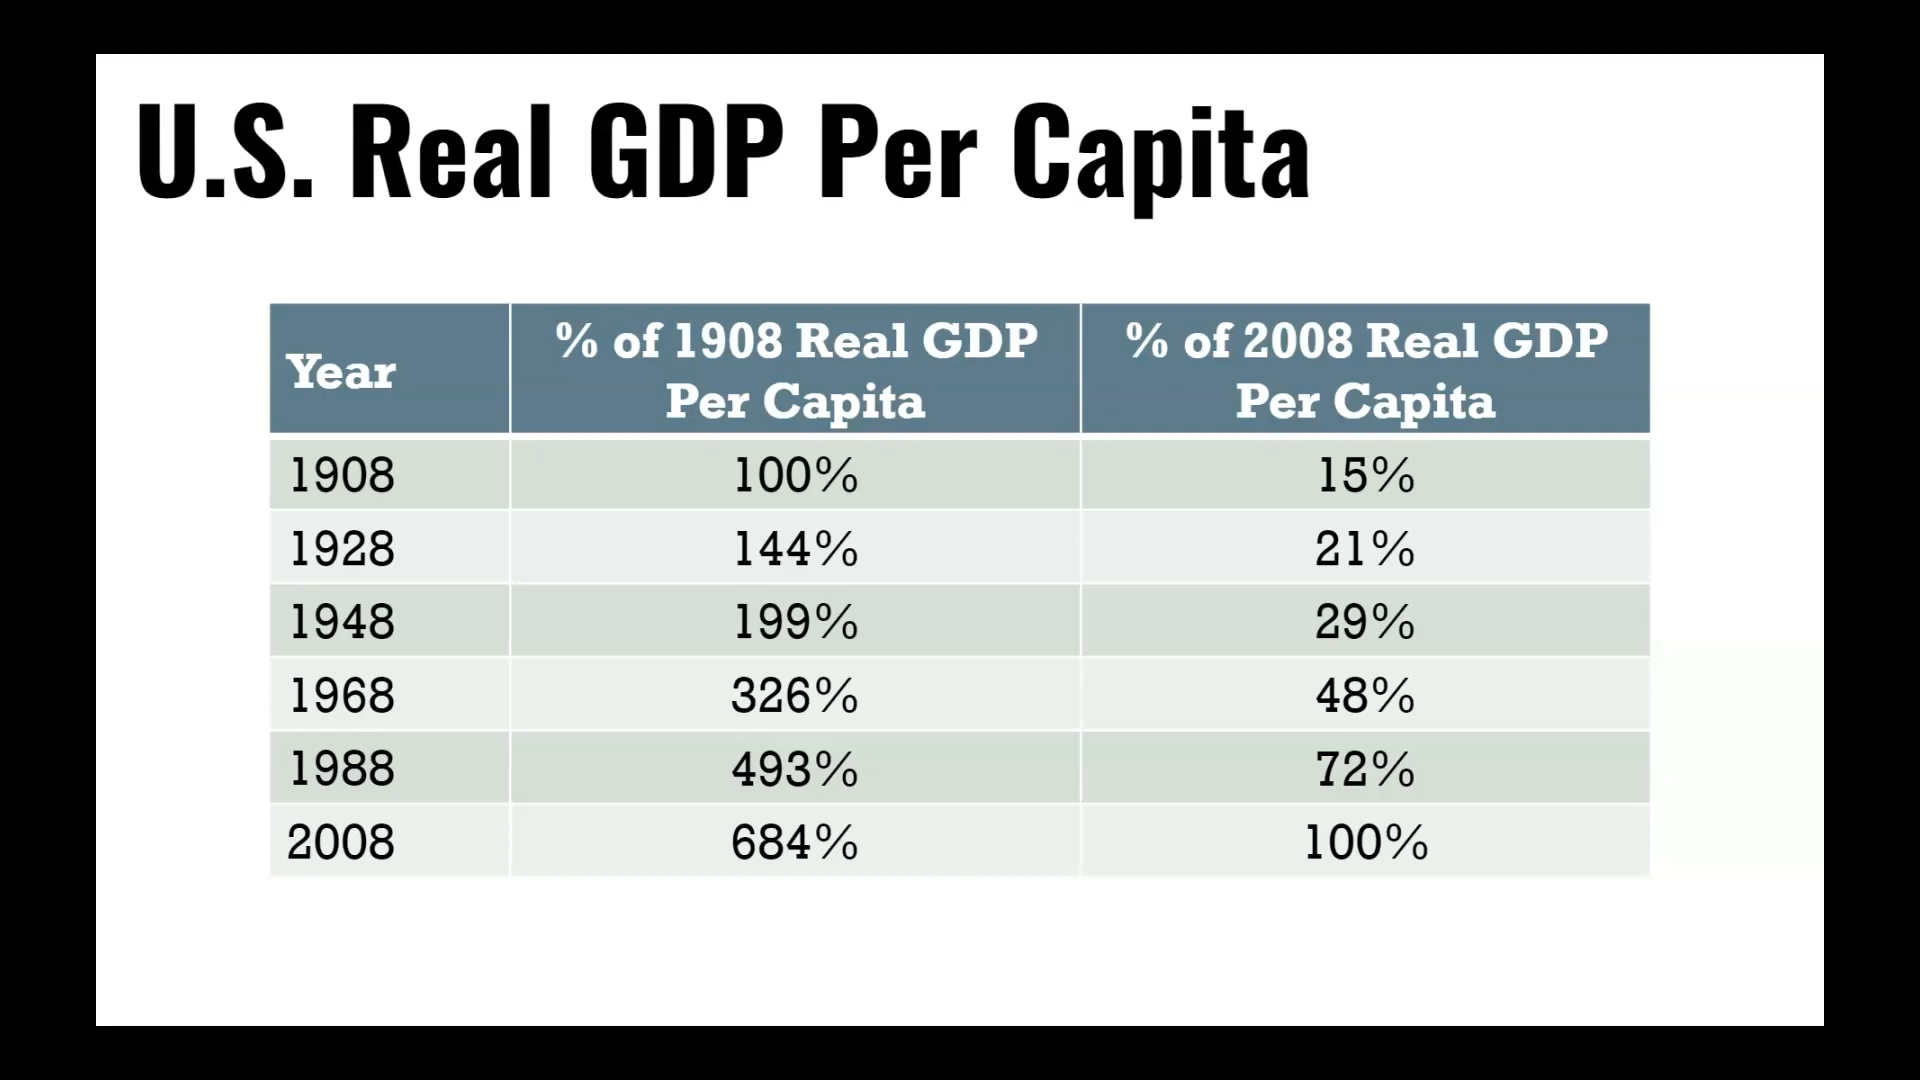 U.S. Real GDP Per Capita
Year
% of 1908 Real GDP
Per Capita
% of 2008 Real GDP
Per Capita
1908 100% 15%
1928 144% 21%
1948 199% 29%
1968 326% 48%
1988 493% 72%
2008 684% 100%